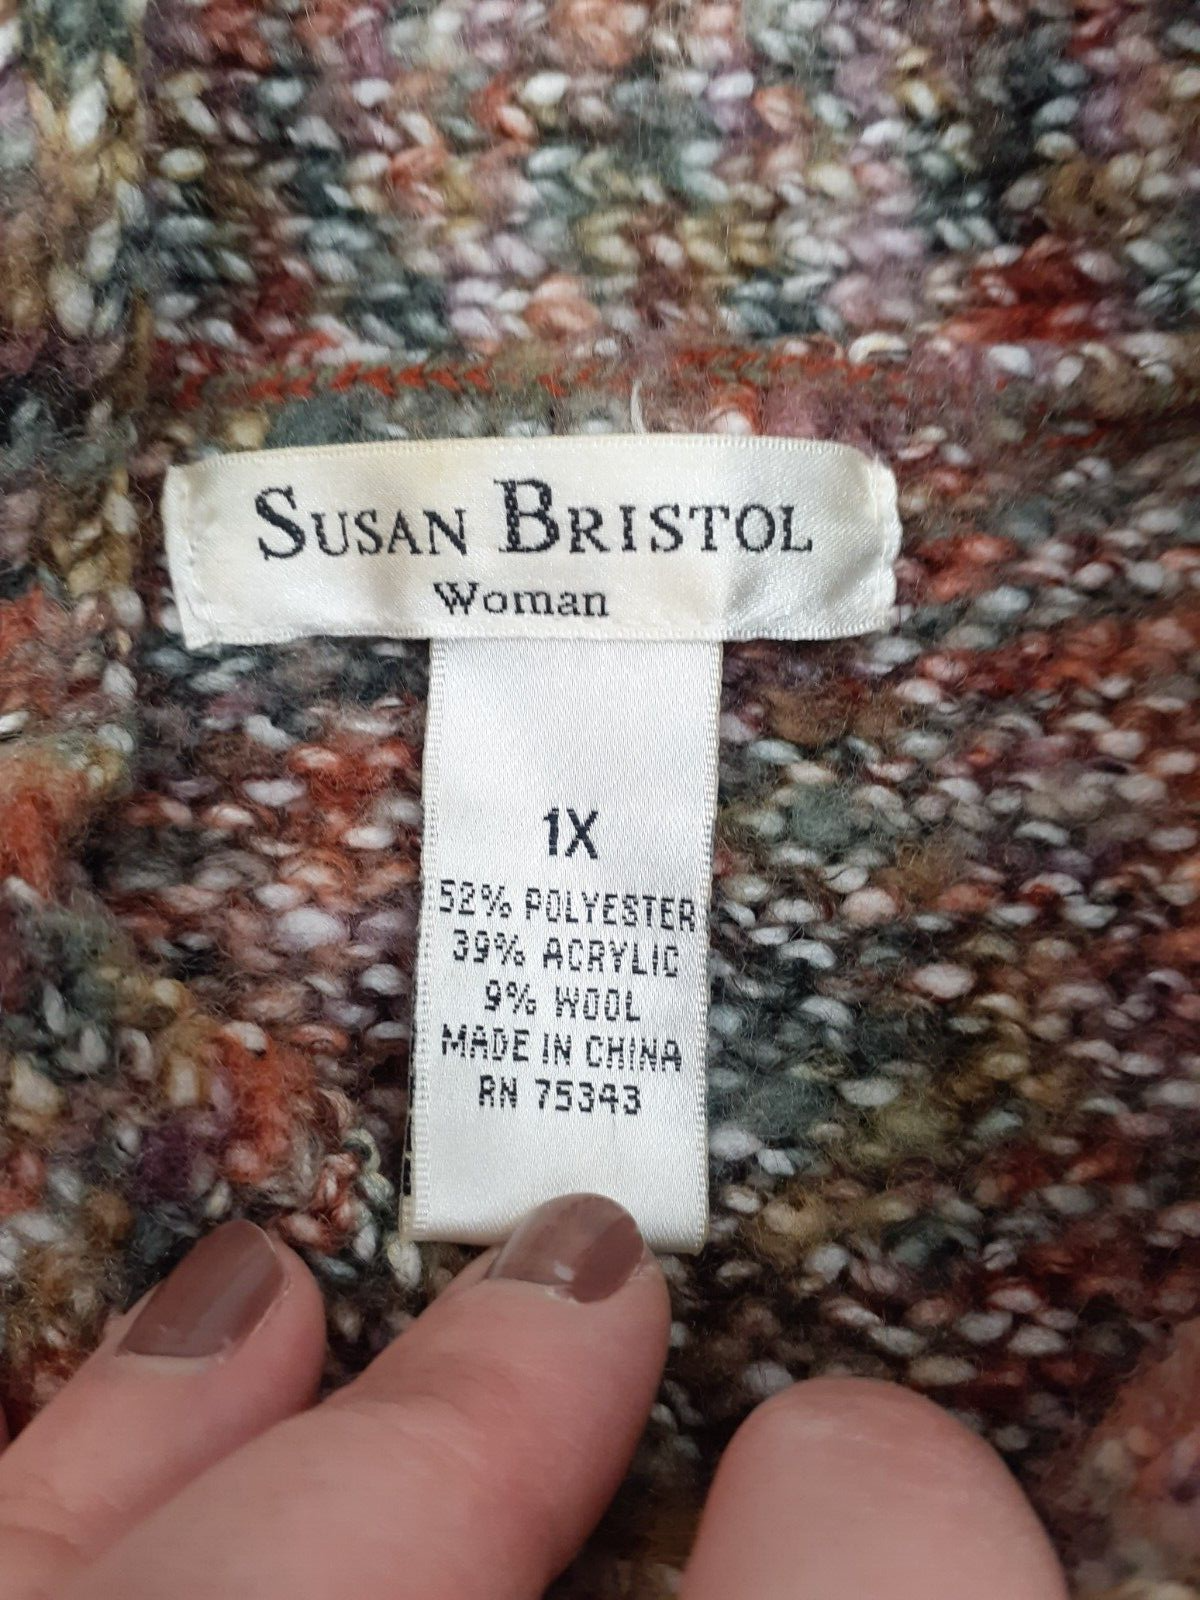 SUSAN BRISTOL
Woman
1X
52% POLYESTER
39% ACRYLIC
9% WOOL
MADE IN CHINA
RN 75343